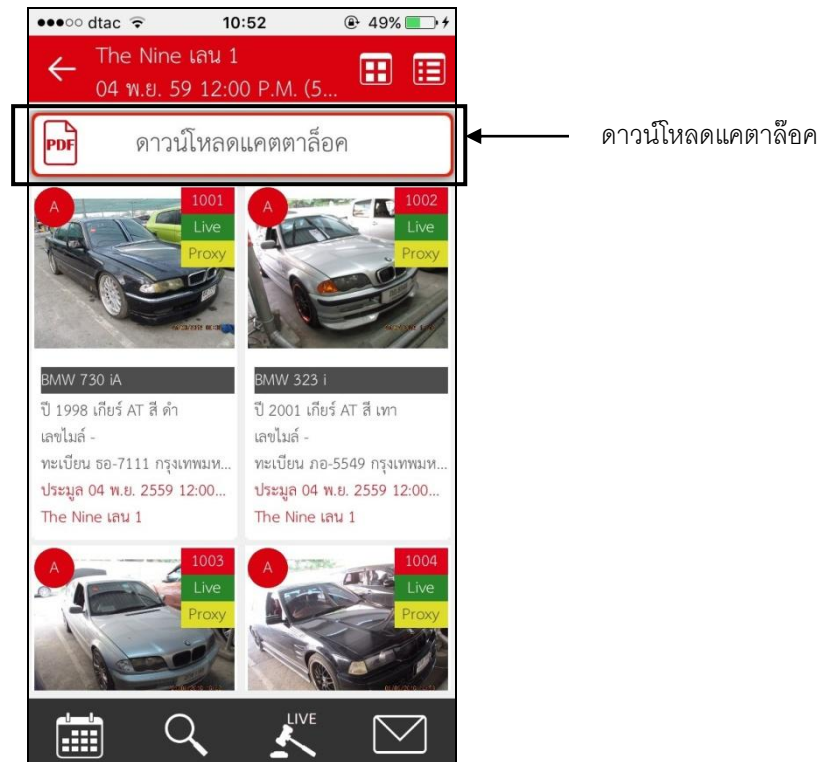 dtac 10:52 49%
The Nine เลน 1
04 พ.ย. 59 12:00 P.M. (5...
PDF ดาวน์โหลดแคตตาล็อค
ดาวน์โหลดแคตาล๊อค
A 1001
Live
Proxy
A 1002
Live
Proxy
BMW 730 iA
ปี 1998 เกียร์ AT สี ดำ
เลขไมล์ -
ทะเบียน ธอ-7111 กรุงเทพมห...
ประมูล 04 พ.ย. 2559 12:00...
The Nine เลน 1
BMW 323 i
ปี 2001 เกียร์ AT สี เทา
เลขไมล์ -
ทะเบียน ภอ-5549 กรุงเทพมห...
ประมูล 04 พ.ย. 2559 12:00...
The Nine เลน 1
A 1003
Live
Proxy
A 1004
Live
Proxy
LIVE